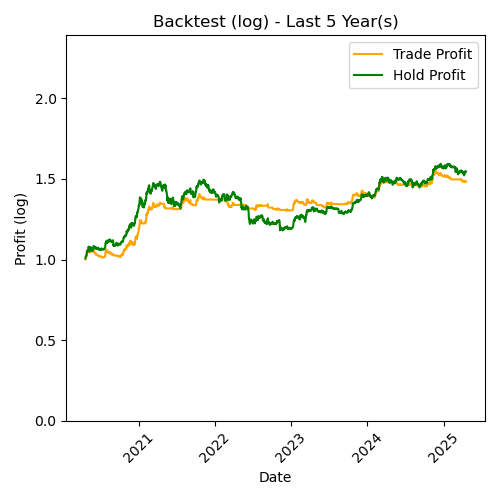 Backtest (log) - Last 5 Year(s)
Trade Profit
Hold Profit
Profit (log)
2.0
1.5
1.0
0.5
0.0
2021
2022
2023
2024
2025
Date